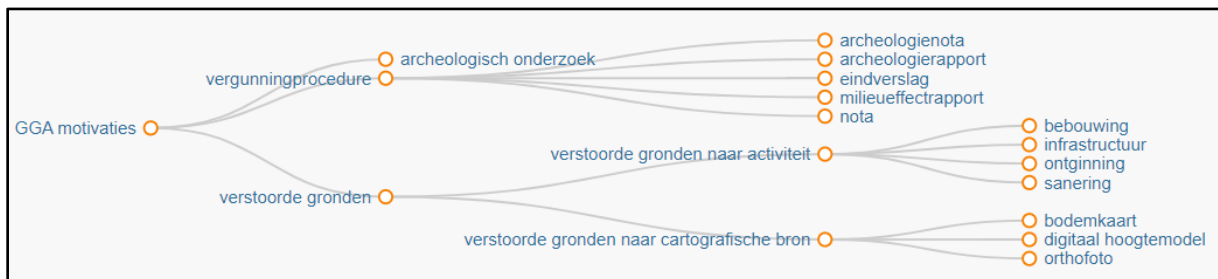 GGA motivaties
archeologisch onderzoek
vergunningprocedure
archeologienota
archeologierapport
eindverslag
milieueffectrapport
nota
verstoorde gronden
verstoorde gronden naar activiteit
bebouwing
infrastructuur
ontginning
sanering
verstoorde gronden naar cartografische bron
bodemkaart
digitaal hoogtemodel
orthofoto